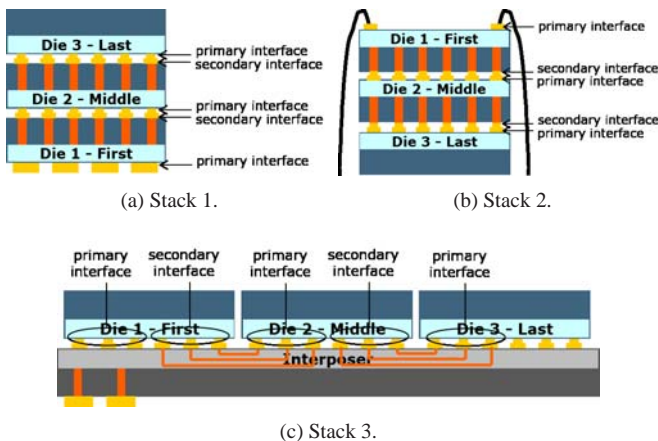 Die 3 - Last
primary interface
secondary interface
Die 2 - Middle
primary interface
secondary interface
Die 1 - First
primary interface
(a) Stack 1.
primary interface
Die 1 - First
secondary interface
primary interface
Die 2 - Middle
secondary interface
primary interface
Die 3 - Last
(b) Stack 2.
primary
interface
secondary
interface
primary
interface
secondary
interface
primary
interface
Die 1 - First
Die 2 - Middle
Die 3 - Last
Interposer
(c) Stack 3.